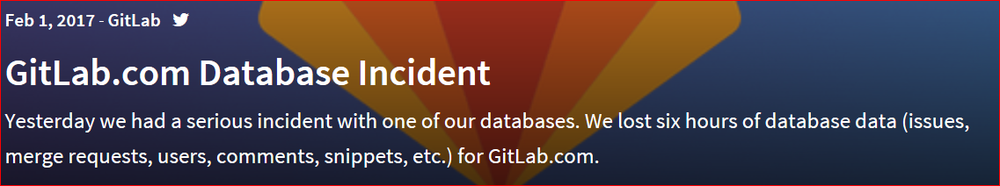 Feb 1, 2017 - GitLab
GitLab.com Database Incident
Yesterday we had a serious incident with one of our databases. We lost six hours of database data (issues,
merge requests, users, comments, snippets, etc.) for GitLab.com.